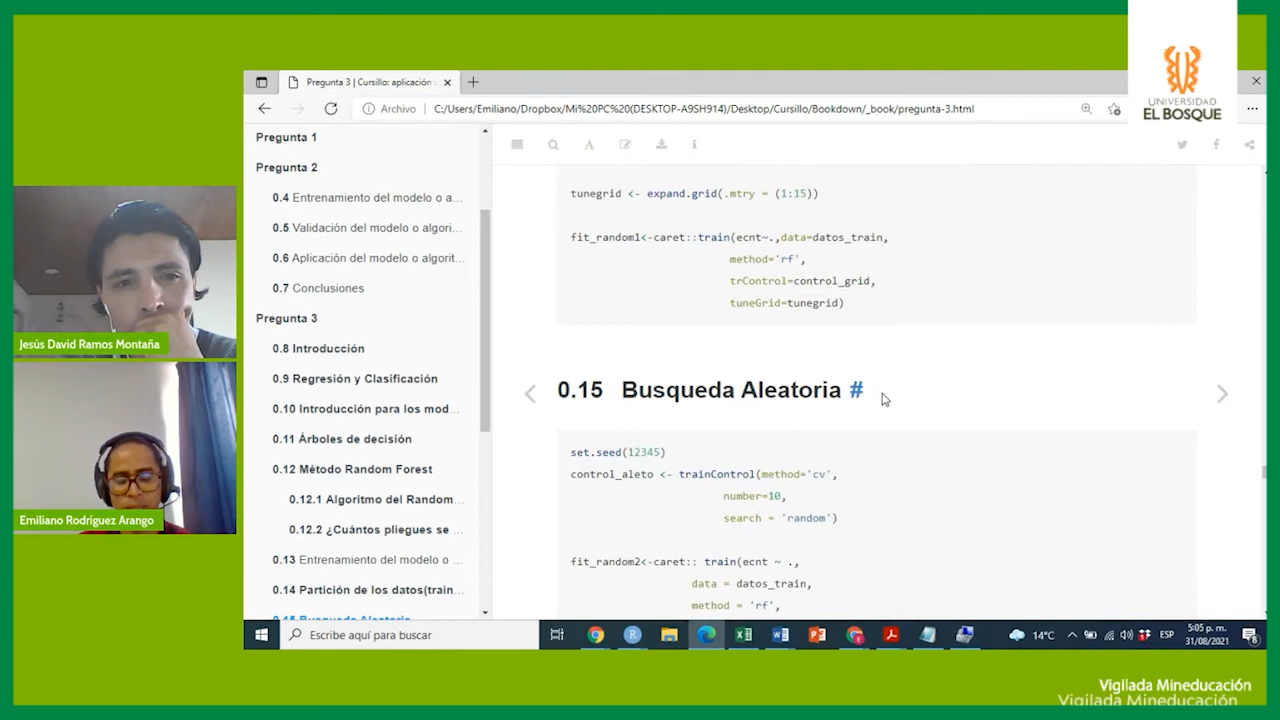 UNIVERSIDAD
EL BOSQUE
Pregunta 3 | Cursillo: aplicación
Archivo
C:/Users/Emiliano/Dropbox/Mi%20PC%20(DESKTOP-A9SH914)/Desktop/Cursillo/Bookdown/_book/pregunta-3.html
Pregunta 1
Pregunta 2
0.4 Entrenamiento del modelo o a...
0.5 Validación del modelo o algori...
0.6 Aplicación del modelo o algorit...
0.7 Conclusiones
Pregunta 3
0.8 Introducción
0.9 Regresión y Clasificación
0.10 Introducción para los mod...
0.11 Árboles de decisión
0.12 Método Random Forest
0.12.1 Algoritmo del Random...
0.12.2 ¿Cuántos pliegues se ...
0.13 Entrenamiento del modelo o ...
0.14 Partición de los datos(train...
0.15 Busqueda Aleatoria
tunegrid <- expand.grid(.mtry = (1:15))
fit_random1<-caret::train(ecnt~.,data=datos_train,
method='rf',
trControl=control_grid,
tuneGrid=tunegrid)
0.15 Busqueda Aleatoria #
set.seed(12345)
control_aleto <- trainControl(method='cv',
number=10,
search = 'random')
fit_random2<-caret:: train(ecnt ~ .,
data = datos_train,
method = 'rf',
Jesús David Ramos Montaña
Emiliano Rodríguez Arango
Escribe aquí para buscar
14°C
ESP
5:05 p. m.
31/08/2021
Vigilada Mineducación
Vigilada Mineducación